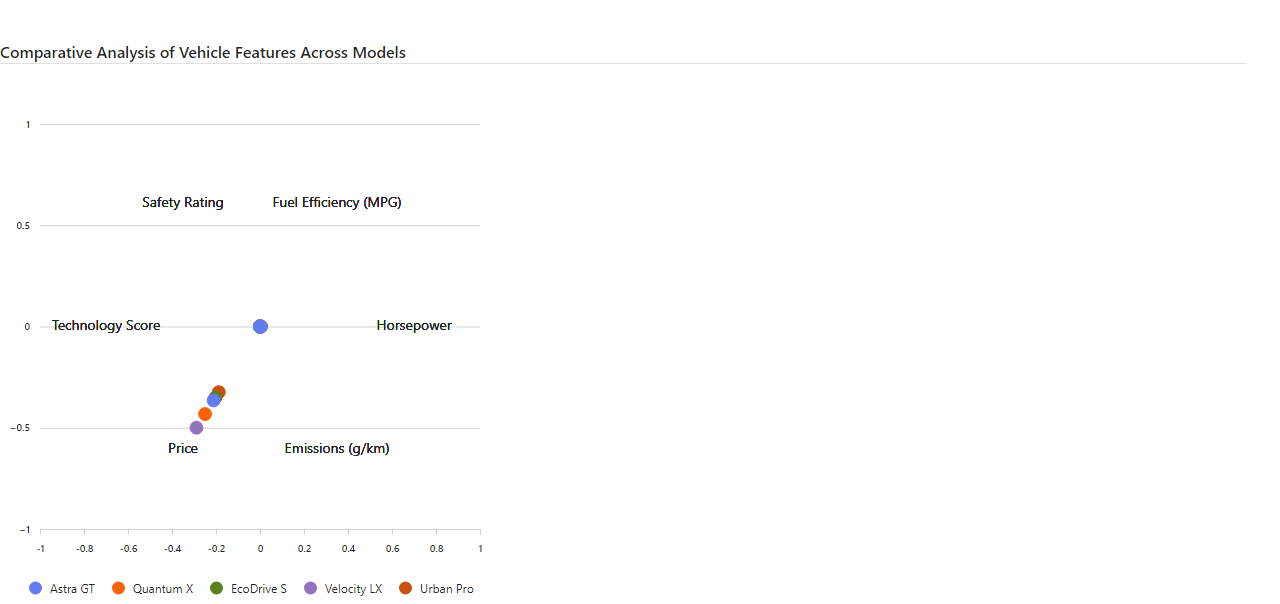 Comparative Analysis of Vehicle Features Across Models
1
Safety Rating Fuel Efficiency (MPG)
0.5
0 Technology Score Horsepower
−0.5
Price Emissions (g/km)
−1
-1 -0.8 -0.6 -0.4 -0.2 0 0.2 0.4 0.6 0.8 1
Astra GT Quantum X EcoDrive S Velocity LX Urban Pro